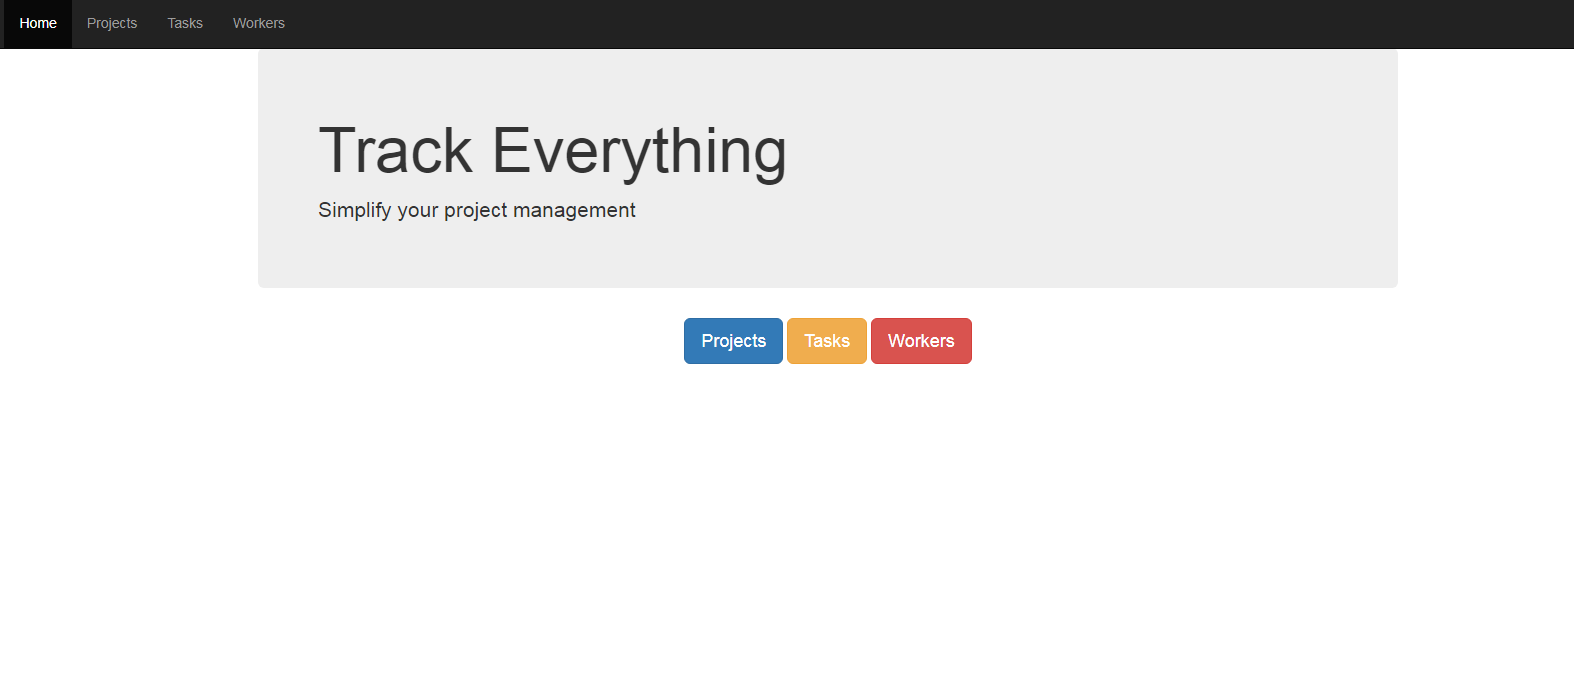 Home Projects Tasks Workers
Track Everything
Simplify your project management
Projects Tasks Workers